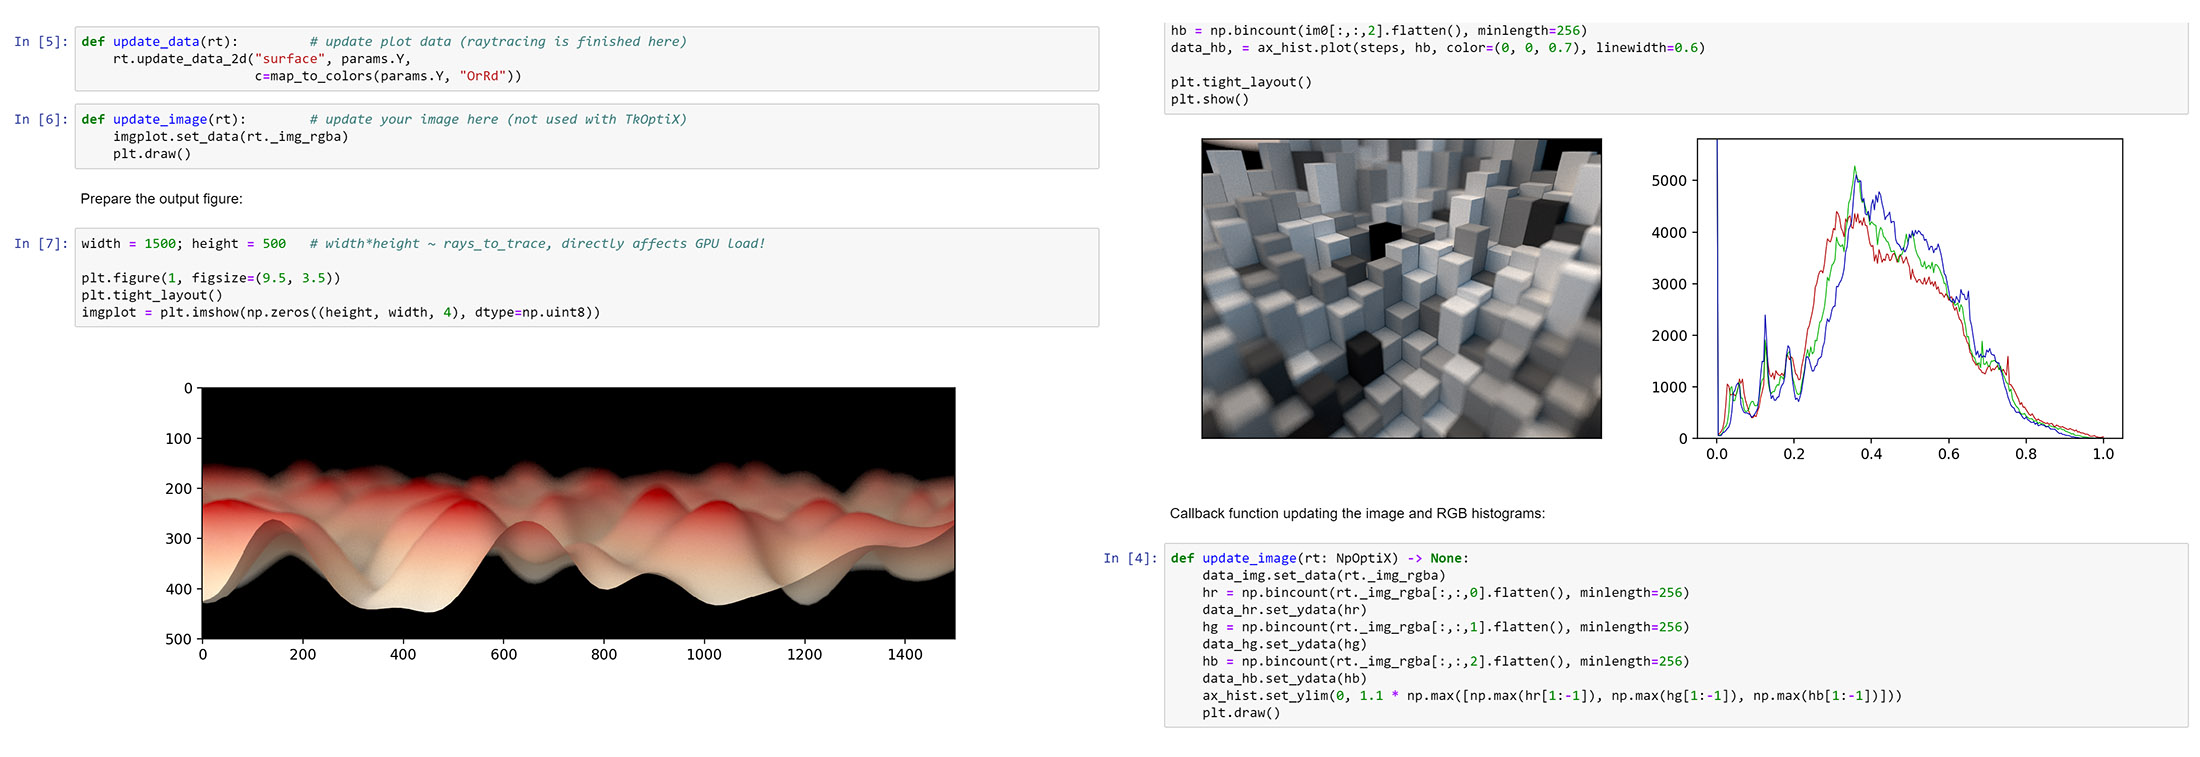 In [5]: def update_data(rt):         # update plot data (raytracing is finished here)
    rt.update_data_2d("surface", params.Y,
                      c=map_to_colors(params.Y, "OrRd"))
In [6]: def update_image(rt):        # update your image here (not used with TkOptiX)
    imgplot.set_data(rt._img_rgba)
    plt.draw()
Prepare the output figure:
In [7]: width = 1500; height = 500   # width*height ~ rays_to_trace, directly affects GPU load!
plt.figure(1, figsize=(9.5, 3.5))
plt.tight_layout()
imgplot = plt.imshow(np.zeros((height, width, 4), dtype=np.uint8))
0
100
200
300
400
500
0 200 400 600 800 1000 1200 1400
hb = np.bincount(im0[:,:,2].flatten(), minlength=256)
data_hb, = ax_hist.plot(steps, hb, color=(0, 0, 0.7), linewidth=0.6)
plt.tight_layout()
plt.show()
5000
4000
3000
2000
1000
0
0.0 0.2 0.4 0.6 0.8 1.0
Callback function updating the image and RGB histograms:
In [4]: def update_image(rt: NpOptiX) -> None:
    data_img.set_data(rt._img_rgba)
    hr = np.bincount(rt._img_rgba[:,:,0].flatten(), minlength=256)
    data_hr.set_ydata(hr)
    hg = np.bincount(rt._img_rgba[:,:,1].flatten(), minlength=256)
    data_hg.set_ydata(hg)
    hb = np.bincount(rt._img_rgba[:,:,2].flatten(), minlength=256)
    data_hb.set_ydata(hb)
    ax_hist.set_ylim(0, 1.1 * np.max([np.max(hr[1:-1]), np.max(hg[1:-1]), np.max(hb[1:-1])]))
    plt.draw()